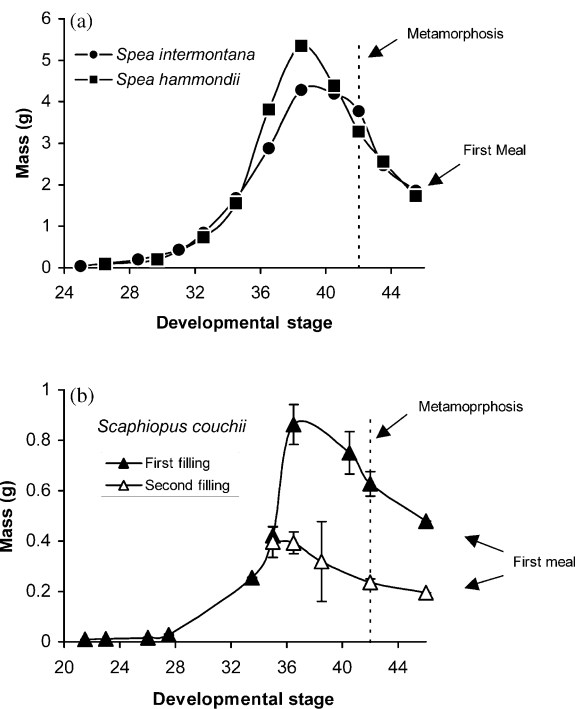 (a)
Metamorphosis
Spea intermontana
Spea hammondii
First Meal
Mass (g)
6
5
4
3
2
1
0
24 28 32 36 40 44
Developmental stage
(b)
Metamoprphosis
Scaphiopus couchii
First filling
Second filling
First meal
Mass (g)
1
0.8
0.6
0.4
0.2
0
20 24 28 32 36 40 44
Developmental stage